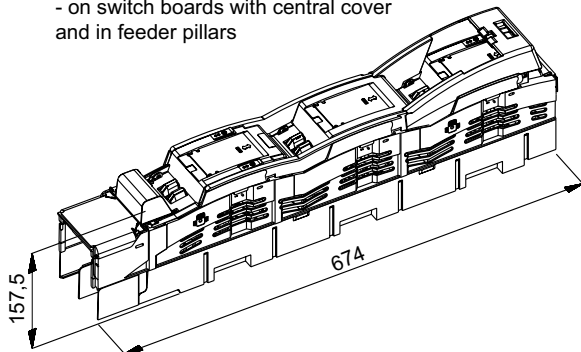 - on switch boards with central cover
and in feeder pillars
674
157,5